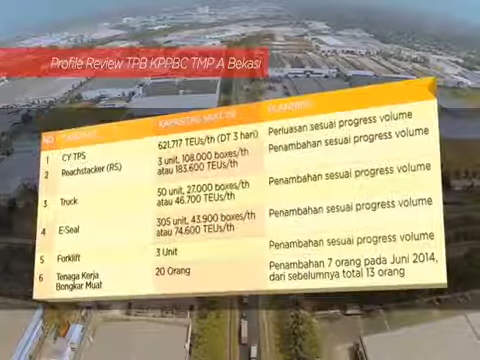 Profile Review TPB KPPBC TMP A Bekasi
NO
PLANNING
1 CY TPS 621.717 TEUs/th (DT 3 hari) Perluasan sesuai progress volume
2 Reachstacker (RS) 3 unit, 108.000 boxes/th Penambahan sesuai progress volume
atau 183.600 TEUs/th
3 Truck 50 unit, 27.000 boxes/th Penambahan sesuai progress volume
atau 46.700 TEUs/th
4 E-Seal 305 unit, 43.900 boxes/th Penambahan sesuai progress volume
atau 74.600 TEUs/th
5 Forklift 3 Unit Penambahan sesuai progress volume
6 Tenaga Kerja 20 Orang Penambahan 7 orang pada Juni 2014,
Bongkar Muat dari sebelumnya total 13 orang